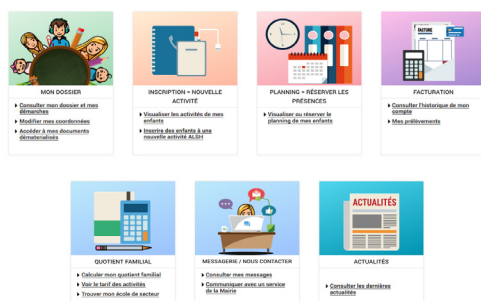 FACTURE
MON DOSSIER
Consulter mon dossier et mes
démarches
Modifier mes coordonnées
Accéder à mes documents
dématerialisés
INSCRIPTION = NOUVELLE
ACTIVITÉ
Visualiser les activités de mes
enfants
Inscrire des enfants à une
nouvelle activité ALSH
PLANNING = RÉSERVER LES
PRÉSENCES
Visualiser ou réserver le
planning de mes enfants
FACTURATION
Consulter l'historique de mon
compte
Mes prélèvements
ACTUALITÉS
QUOTIENT FAMILIAL
Calculer mon quotient familial
Voir le tarif des activités
Trouver mon école de secteur
MESSAGERIE / NOUS CONTACTER
Consulter mes messages
Communiquer avec un service
de la Mairie
ACTUALITÉS
Consulter les dernières
actualités